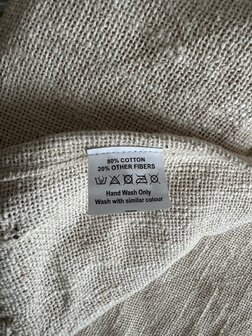 80% COTTON
20% OTHER FIBERS
Hand Wash Only
Wash with similar colour